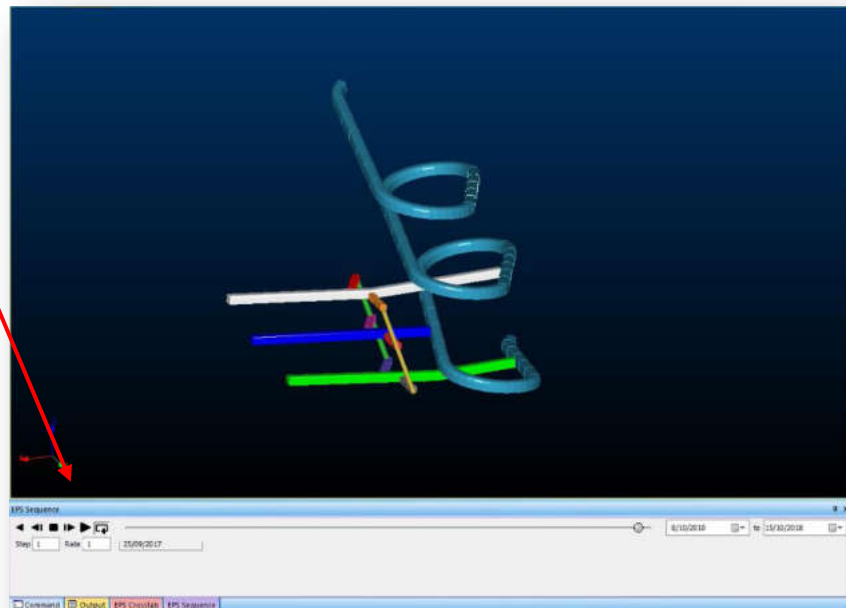 EPS Sequence
8/10/2010 to 15/10/2018
Step 1 Rate 1 25/09/2017
Command Output EPS Crosstab EPS Sequence